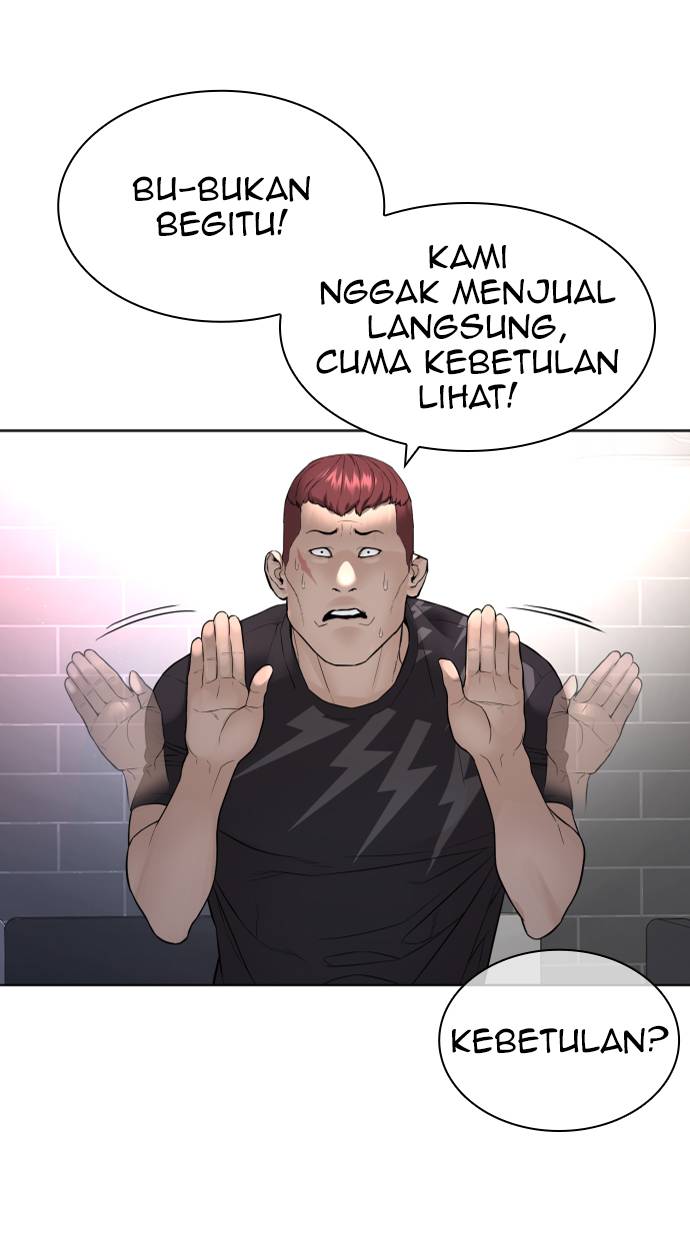 BU-BUKAN
BEGITU!
KAMI
NGGAK MENJUAL
LANGSUNG,
CUMA KEBETULAN
LIHAT!
KEBETULAN?